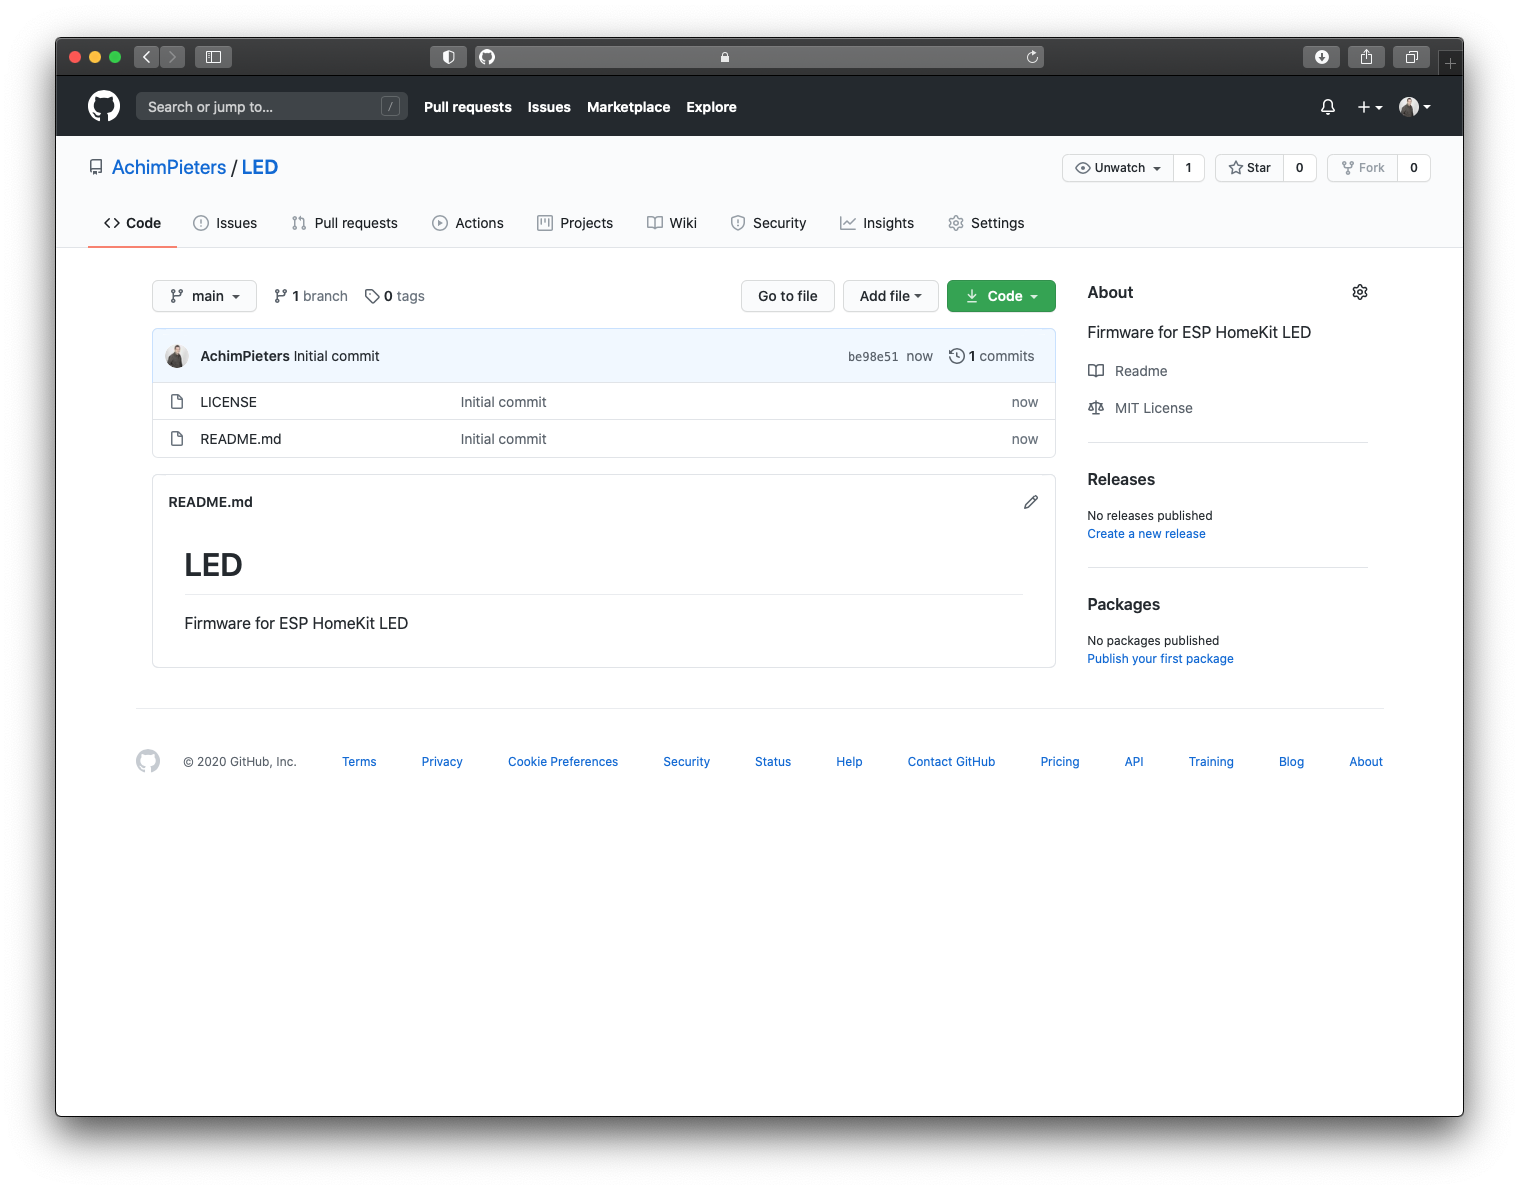 Search or jump to... / Pull requests Issues Marketplace Explore
AchimPieters / LED Unwatch 1 Star 0 Fork 0
Code Issues Pull requests Actions Projects Wiki Security Insights Settings
main 1 branch 0 tags Go to file Add file Code
AchimPieters Initial commit be98e51 now 1 commits
LICENSE Initial commit now
README.md Initial commit now
README.md
LED
Firmware for ESP HomeKit LED
About
Firmware for ESP HomeKit LED
Readme
MIT License
Releases
No releases published
Create a new release
Packages
No packages published
Publish your first package
© 2020 GitHub, Inc. Terms Privacy Cookie Preferences Security Status Help Contact GitHub Pricing API Training Blog About